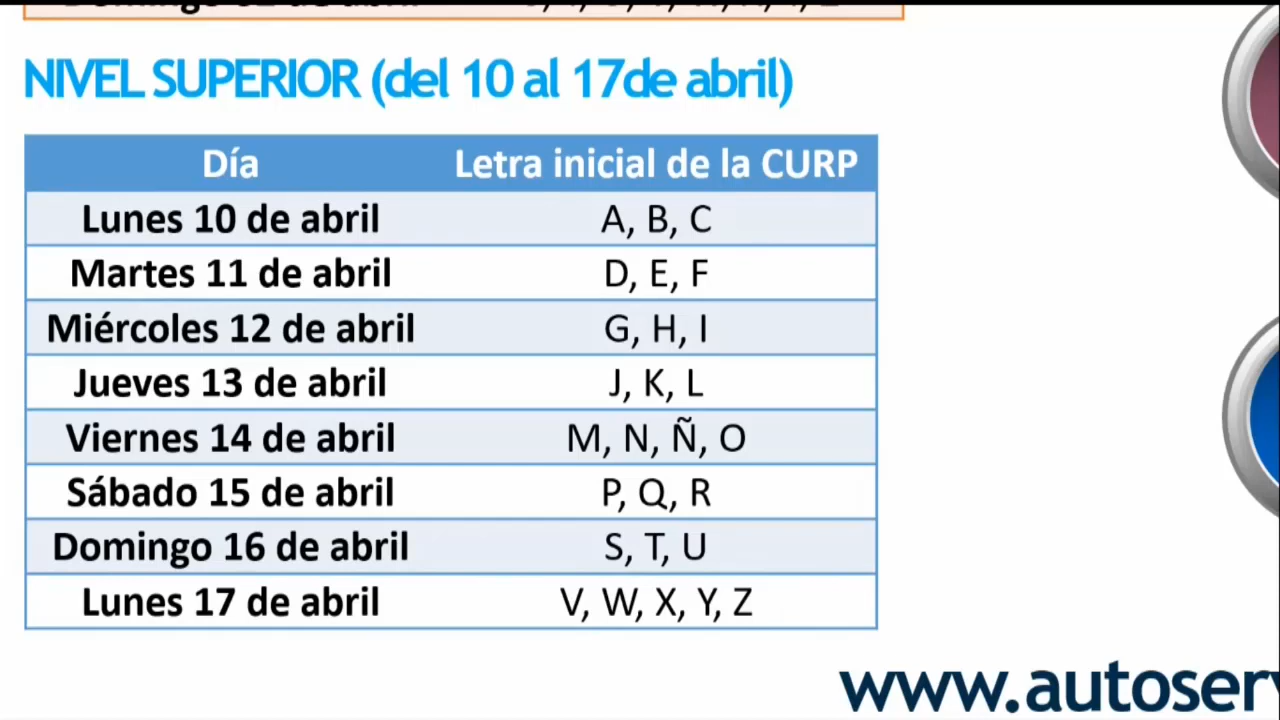 NIVEL SUPERIOR (del 10 al 17de abril)
Día Letra inicial de la CURP
Lunes 10 de abril A, B, C
Martes 11 de abril D, E, F
Miércoles 12 de abril G, H, I
Jueves 13 de abril J, K, L
Viernes 14 de abril M, N, Ñ, O
Sábado 15 de abril P, Q, R
Domingo 16 de abril S, T, U
Lunes 17 de abril V, W, X, Y, Z
www.autoserv